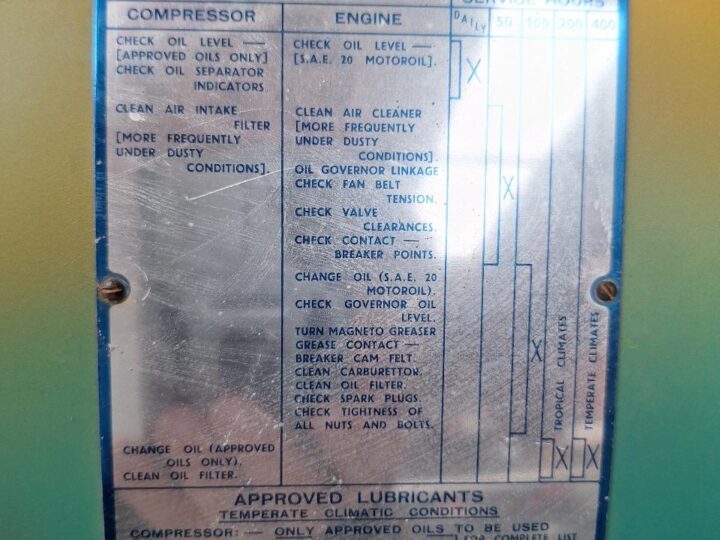 SERVICE HOURS
COMPRESSOR
ENGINE
DAILY 50 100 200 400
CHECK OIL LEVEL —
[APPROVED OILS ONLY]
CHECK OIL SEPARATOR
INDICATORS.
CHECK OIL LEVEL —
[S.A.E. 20 MOTOROIL].
X
CLEAN AIR INTAKE
FILTER
[MORE FREQUENTLY
UNDER DUSTY
CONDITIONS].
CLEAN AIR CLEANER
[MORE FREQUENTLY
UNDER DUSTY
CONDITIONS].
OIL GOVERNOR LINKAGE
CHECK FAN BELT
TENSION.
CHECK VALVE
CLEARANCES.
CHECK CONTACT —
BREAKER POINTS.
X
CHANGE OIL (S.A.E. 20
MOTOROIL).
CHECK GOVERNOR OIL
LEVEL.
TURN MAGNETO GREASER
GREASE CONTACT —
BREAKER CAM FELT.
CLEAN CARBURETTOR.
CLEAN OIL FILTER.
CHECK SPARK PLUGS.
CHECK TIGHTNESS OF
ALL NUTS AND BOLTS.
X
TROPICAL CLIMATES
TEMPERATE CLIMATES
CHANGE OIL (APPROVED
OILS ONLY).
CLEAN OIL FILTER.
X X
APPROVED LUBRICANTS
TEMPERATE CLIMATIC CONDITIONS
COMPRESSOR: — ONLY APPROVED OILS TO BE USED
FOR COMPLETE LIST